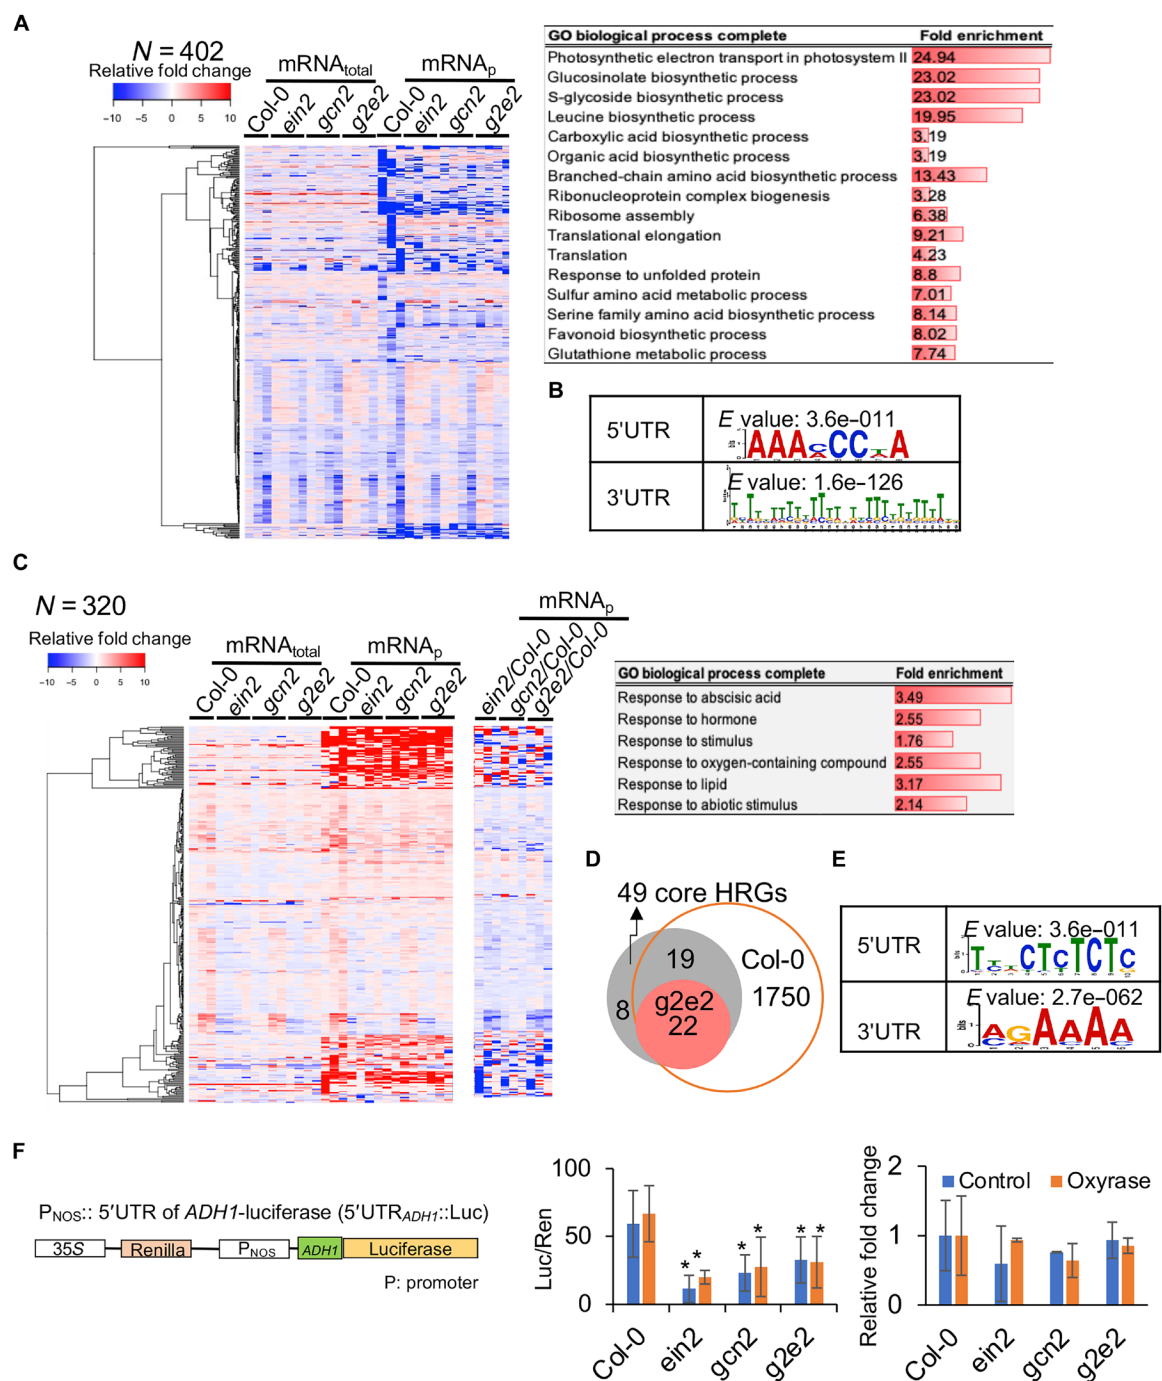 A
N = 402
Relative fold change
−10 −5 0 5 10
mRNAtotal mRNAp
Col-0 ein2 gcn2 g2e2 Col-0 ein2 gcn2 g2e2
GO biological process complete Fold enrichment
Photosynthetic electron transport in photosystem II 24.94
Glucosinolate biosynthetic process 23.02
S-glycoside biosynthetic process 23.02
Leucine biosynthetic process 19.95
Carboxylic acid biosynthetic process 3.19
Organic acid biosynthetic process 3.19
Branched-chain amino acid biosynthetic process 13.43
Ribonucleoprotein complex biogenesis 3.28
Ribosome assembly 6.38
Translational elongation 9.21
Translation 4.23
Response to unfolded protein 8.8
Sulfur amino acid metabolic process 7.01
Serine family amino acid biosynthetic process 8.14
Favonoid biosynthetic process 8.02
Glutathione metabolic process 7.74
B
5'UTR E value: 3.6e−011
3'UTR E value: 1.6e−126
C
N = 320
Relative fold change
−10 −5 0 5 10
mRNAtotal mRNAp mRNAp
Col-0 ein2 gcn2 g2e2 Col-0 ein2 gcn2 g2e2 ein2/Col-0 gcn2/Col-0 g2e2/Col-0
GO biological process complete Fold enrichment
Response to abscisic acid 3.49
Response to hormone 2.55
Response to stimulus 1.76
Response to oxygen-containing compound 2.55
Response to lipid 3.17
Response to abiotic stimulus 2.14
D
49 core HRGs
19 Col-0
8 g2e2 1750
22
E
5'UTR E value: 3.6e−011
3'UTR E value: 2.7e−062
F
PNOS:: 5′UTR of ADH1-luciferase (5′UTRADH1::Luc)
35S Renilla PNOS ADH1 Luciferase
P: promoter
Luc/Ren
100
50
0
* * * * * *
Col-0 ein2 gcn2 g2e2
Relative fold change
2
1
0
Control Oxyrase
Col-0 ein2 gcn2 g2e2